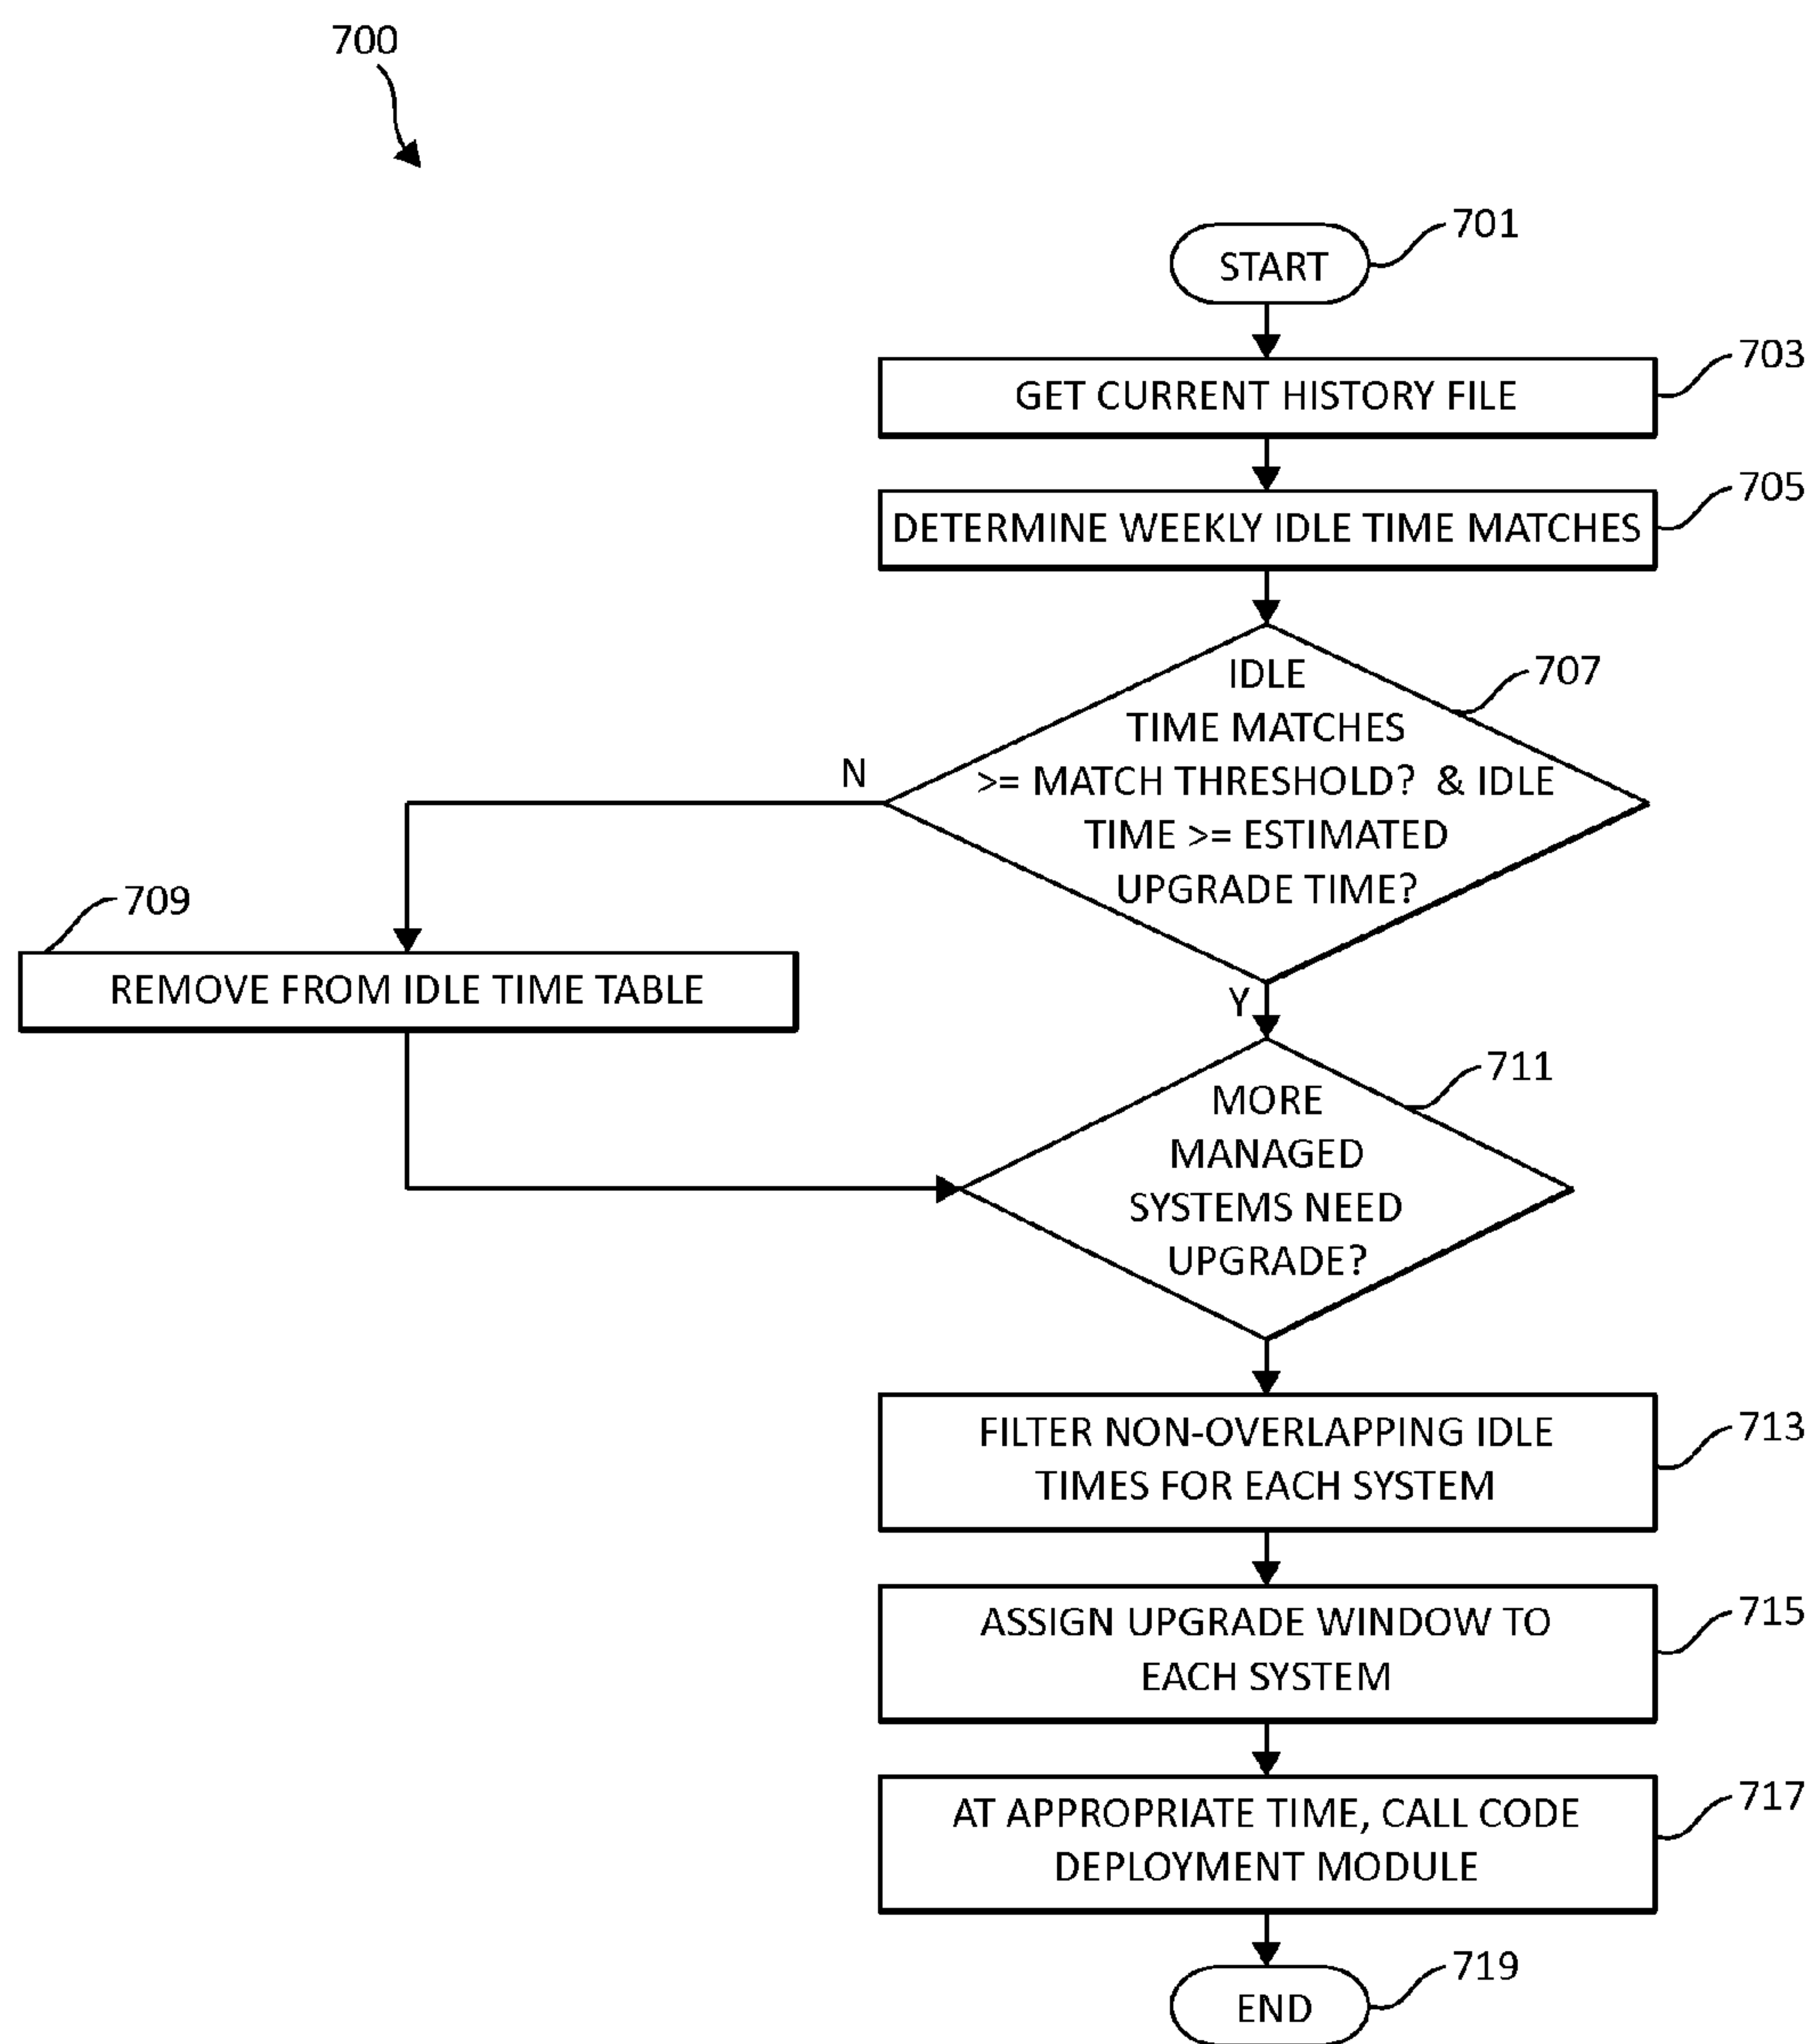 700
701
START
703
GET CURRENT HISTORY FILE
705
DETERMINE WEEKLY IDLE TIME MATCHES
707
IDLE
TIME MATCHES
>= MATCH THRESHOLD? & IDLE
TIME >= ESTIMATED
UPGRADE TIME?
N
709
REMOVE FROM IDLE TIME TABLE
Y
711
MORE
MANAGED
SYSTEMS NEED
UPGRADE?
713
FILTER NON-OVERLAPPING IDLE
TIMES FOR EACH SYSTEM
715
ASSIGN UPGRADE WINDOW TO
EACH SYSTEM
717
AT APPROPRIATE TIME, CALL CODE
DEPLOYMENT MODULE
719
END